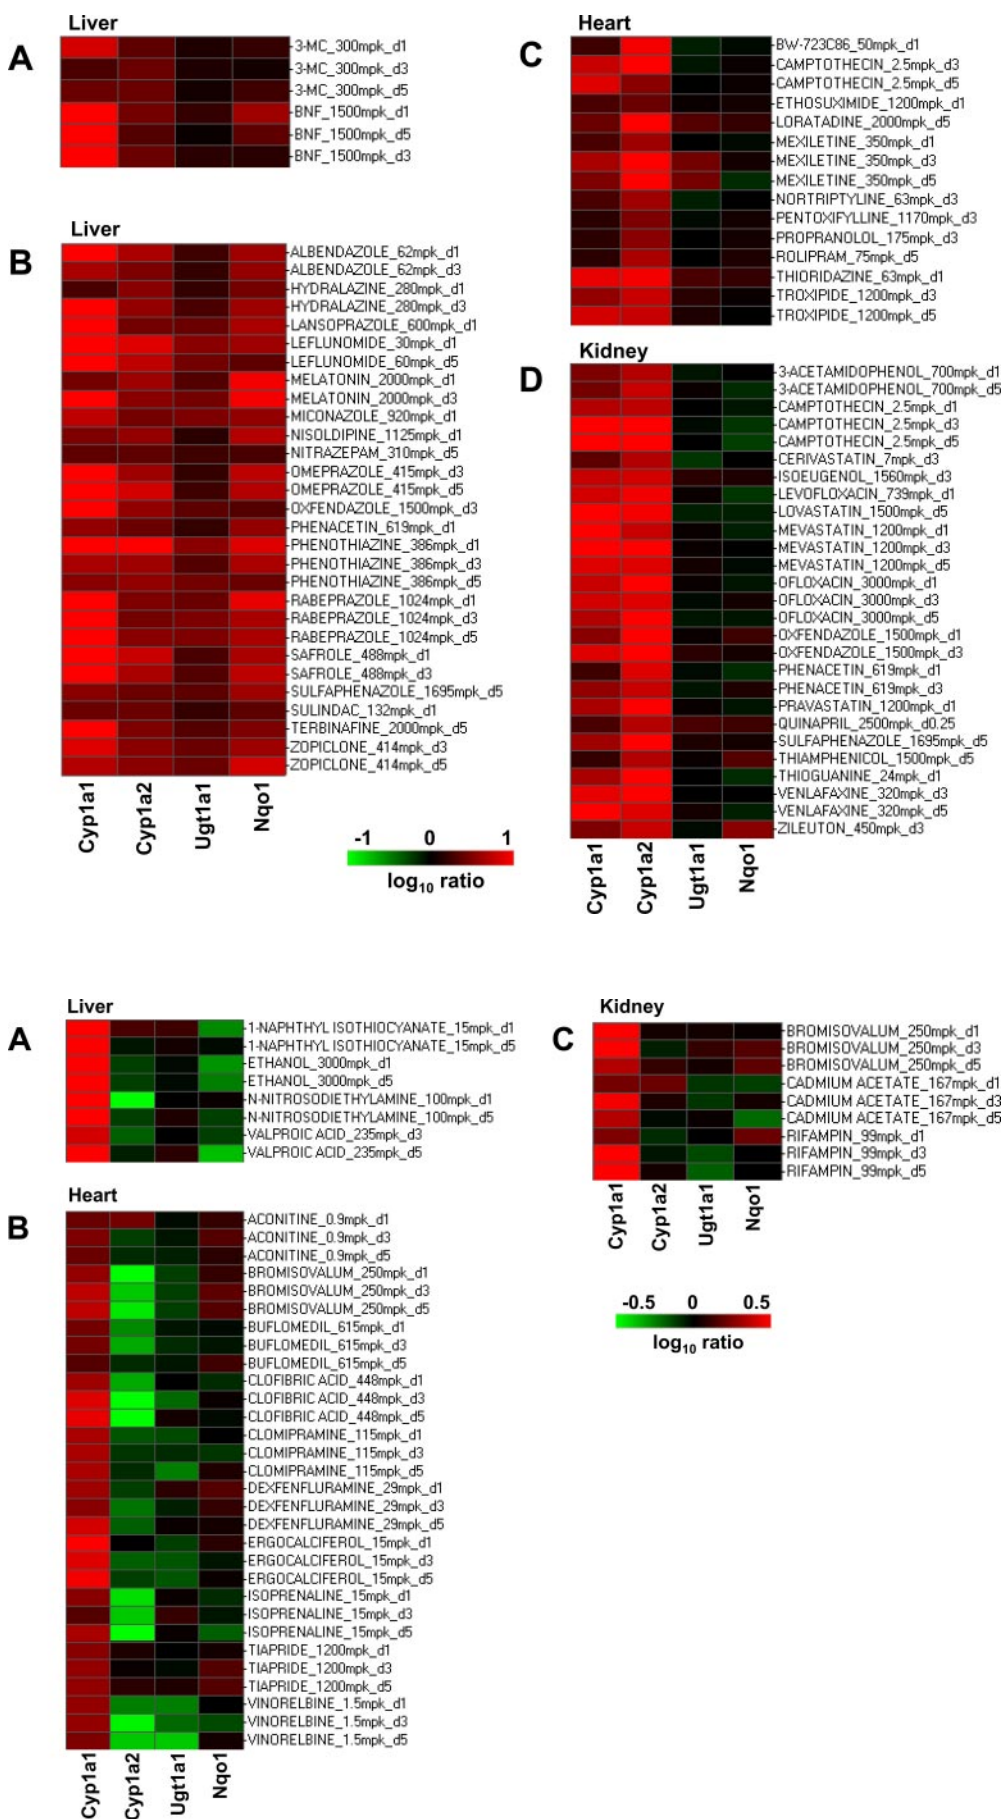 Liver
A
3-MC_300mpk_d1
3-MC_300mpk_d3
3-MC_300mpk_d5
BNF_1500mpk_d1
BNF_1500mpk_d5
BNF_1500mpk_d3
Liver
B
ALBENDAZOLE_62mpk_d1
ALBENDAZOLE_62mpk_d3
HYDRALAZINE_280mpk_d1
HYDRALAZINE_280mpk_d3
LANSOPRAZOLE_600mpk_d1
LEFLUNOMIDE_30mpk_d1
LEFLUNOMIDE_60mpk_d5
MELATONIN_2000mpk_d1
MELATONIN_2000mpk_d3
MICONAZOLE_920mpk_d1
NISOLDIPINE_1125mpk_d1
NITRAZEPAM_310mpk_d5
OMEPRAZOLE_415mpk_d3
OMEPRAZOLE_415mpk_d5
OXFENDAZOLE_1500mpk_d3
PHENACETIN_619mpk_d1
PHENOTHIAZINE_386mpk_d1
PHENOTHIAZINE_386mpk_d3
PHENOTHIAZINE_386mpk_d5
RABEPRAZOLE_1024mpk_d1
RABEPRAZOLE_1024mpk_d3
RABEPRAZOLE_1024mpk_d5
SAFROLE_488mpk_d1
SAFROLE_488mpk_d3
SULFAPHENAZOLE_1695mpk_d5
SULINDAC_132mpk_d1
TERBINAFINE_2000mpk_d5
ZOPICLONE_414mpk_d3
ZOPICLONE_414mpk_d5
Cyp1a1 Cyp1a2 Ugt1a1 Nqo1
-1 0 1
log10 ratio
Heart
C
BW-723C86_50mpk_d1
CAMPTOTHECIN_2.5mpk_d3
CAMPTOTHECIN_2.5mpk_d5
ETHOSUXIMIDE_1200mpk_d1
LORATADINE_2000mpk_d5
MEXILETINE_350mpk_d1
MEXILETINE_350mpk_d3
MEXILETINE_350mpk_d5
NORTRIPTYLINE_63mpk_d3
PENTOXIFYLLINE_1170mpk_d3
PROPRANOLOL_175mpk_d3
ROLIPRAM_75mpk_d5
THIORIDAZINE_63mpk_d1
TROXIPIDE_1200mpk_d3
TROXIPIDE_1200mpk_d5
Kidney
D
3-ACETAMIDOPHENOL_700mpk_d1
3-ACETAMIDOPHENOL_700mpk_d5
CAMPTOTHECIN_2.5mpk_d1
CAMPTOTHECIN_2.5mpk_d3
CAMPTOTHECIN_2.5mpk_d5
CERIVASTATIN_7mpk_d3
ISOEUGENOL_1560mpk_d3
LEVOFLOXACIN_739mpk_d1
LOVASTATIN_1500mpk_d5
MEVASTATIN_1200mpk_d1
MEVASTATIN_1200mpk_d3
MEVASTATIN_1200mpk_d5
OFLOXACIN_3000mpk_d1
OFLOXACIN_3000mpk_d3
OFLOXACIN_3000mpk_d5
OXFENDAZOLE_1500mpk_d1
OXFENDAZOLE_1500mpk_d3
PHENACETIN_619mpk_d1
PHENACETIN_619mpk_d3
PRAVASTATIN_1200mpk_d1
QUINAPRIL_2500mpk_d0.25
SULFAPHENAZOLE_1695mpk_d5
THIAMPHENICOL_1500mpk_d5
THIOGUANINE_24mpk_d1
VENLAFAXINE_320mpk_d3
VENLAFAXINE_320mpk_d5
ZILEUTON_450mpk_d3
Cyp1a1 Cyp1a2 Ugt1a1 Nqo1
Liver
A
1-NAPHTHYL ISOTHIOCYANATE_15mpk_d1
1-NAPHTHYL ISOTHIOCYANATE_15mpk_d5
ETHANOL_3000mpk_d1
ETHANOL_3000mpk_d5
N-NITROSODIETHYLAMINE_100mpk_d1
N-NITROSODIETHYLAMINE_100mpk_d5
VALPROIC ACID_235mpk_d3
VALPROIC ACID_235mpk_d5
Heart
B
ACONITINE_0.9mpk_d1
ACONITINE_0.9mpk_d3
ACONITINE_0.9mpk_d5
BROMISOVALUM_250mpk_d1
BROMISOVALUM_250mpk_d3
BROMISOVALUM_250mpk_d5
BUFLOMEDIL_615mpk_d1
BUFLOMEDIL_615mpk_d3
BUFLOMEDIL_615mpk_d5
CLOFIBRIC ACID_448mpk_d1
CLOFIBRIC ACID_448mpk_d3
CLOFIBRIC ACID_448mpk_d5
CLOMIPRAMINE_115mpk_d1
CLOMIPRAMINE_115mpk_d3
CLOMIPRAMINE_115mpk_d5
DEXFENFLURAMINE_29mpk_d1
DEXFENFLURAMINE_29mpk_d3
DEXFENFLURAMINE_29mpk_d5
ERGOCALCIFEROL_15mpk_d1
ERGOCALCIFEROL_15mpk_d3
ERGOCALCIFEROL_15mpk_d5
ISOPRENALINE_15mpk_d1
ISOPRENALINE_15mpk_d3
ISOPRENALINE_15mpk_d5
TIAPRIDE_1200mpk_d1
TIAPRIDE_1200mpk_d3
TIAPRIDE_1200mpk_d5
VINORELBINE_1.5mpk_d1
VINORELBINE_1.5mpk_d3
VINORELBINE_1.5mpk_d5
Cyp1a1 Cyp1a2 Ugt1a1 Nqo1
Kidney
C
BROMISOVALUM_250mpk_d1
BROMISOVALUM_250mpk_d3
BROMISOVALUM_250mpk_d5
CADMIUM ACETATE_167mpk_d1
CADMIUM ACETATE_167mpk_d3
CADMIUM ACETATE_167mpk_d5
RIFAMPIN_99mpk_d1
RIFAMPIN_99mpk_d3
RIFAMPIN_99mpk_d5
Cyp1a1 Cyp1a2 Ugt1a1 Nqo1
-0.5 0 0.5
log10 ratio